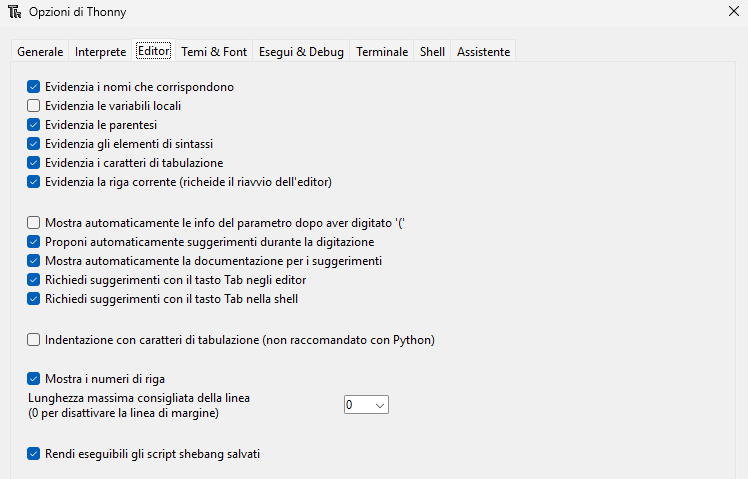 Opzioni di Thonny
Generale Interprete Editor Temi & Font Esegui & Debug Terminale Shell Assistente
Evidenzia i nomi che corrispondono
Evidenzia le variabili locali
Evidenzia le parentesi
Evidenzia gli elementi di sintassi
Evidenzia i caratteri di tabulazione
Evidenzia la riga corrente (richeide il riavvio dell'editor)
Mostra automaticamente le info del parametro dopo aver digitato '('
Proponi automaticamente suggerimenti durante la digitazione
Mostra automaticamente la documentazione per i suggerimenti
Richiedi suggerimenti con il tasto Tab negli editor
Richiedi suggerimenti con il tasto Tab nella shell
Indentazione con caratteri di tabulazione (non raccomandato con Python)
Mostra i numeri di riga
Lunghezza massima consigliata della linea
(0 per disattivare la linea di margine)
0
Rendi eseguibili gli script shebang salvati